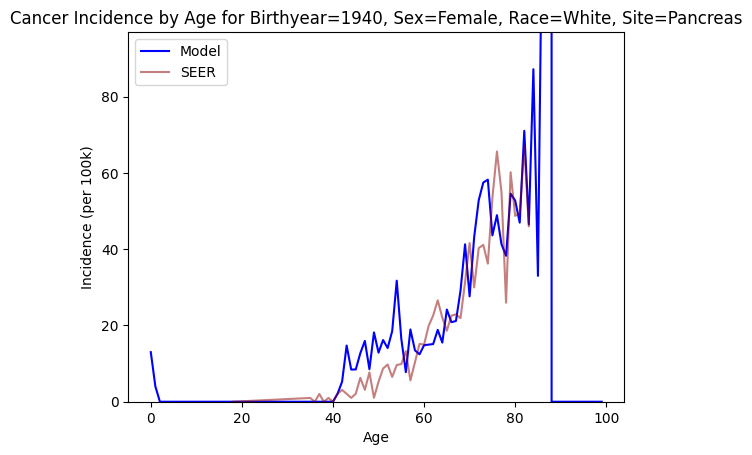 Cancer Incidence by Age for Birthyear=1940, Sex=Female, Race=White, Site=Pancreas
Model
SEER
Incidence (per 100k)
80
60
40
20
0
0 20 40 60 80 100
Age